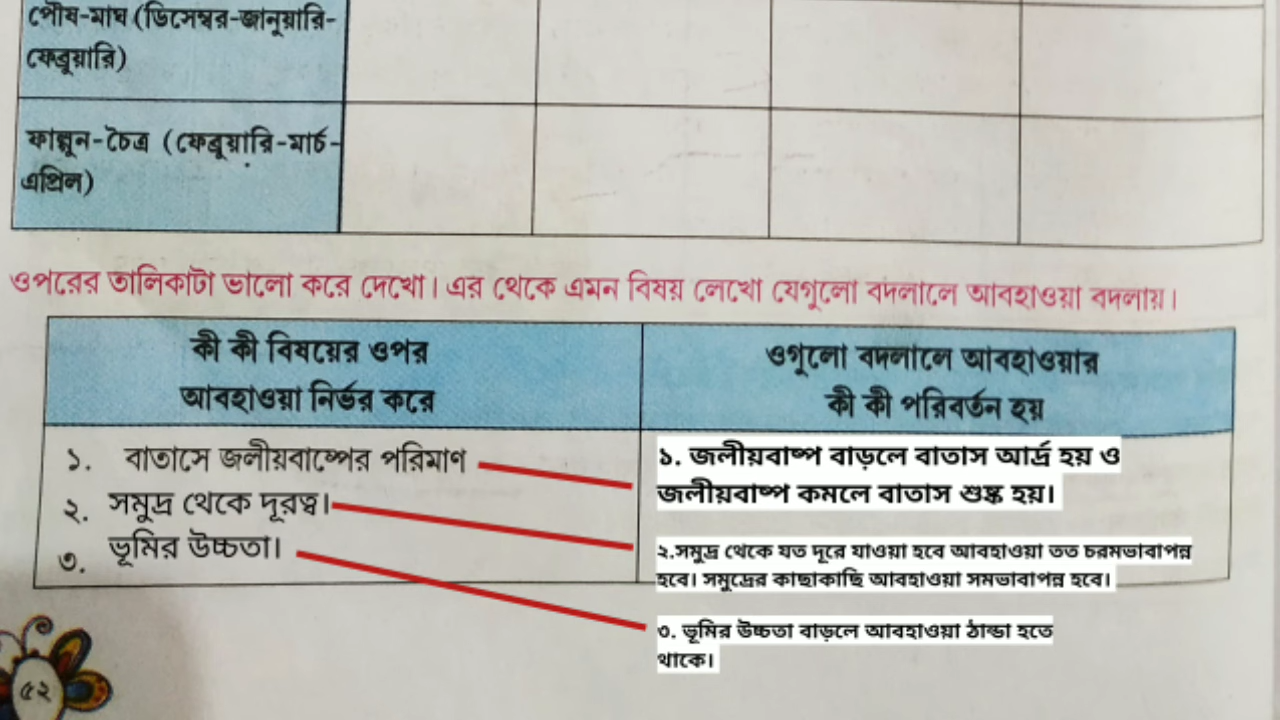 পৌষ-মাঘ (ডিসেম্বর-জানুয়ারি-
ফেব্রুয়ারি)
ফাল্গুন-চৈত্র (ফেব্রুয়ারি-মার্চ-
এপ্রিল)
ওপরের তালিকাটা ভালো করে দেখো। এর থেকে এমন বিষয় লেখো যেগুলো বদলালে আবহাওয়া বদলায়।
কী কী বিষয়ের ওপর
আবহাওয়া নির্ভর করে
ওগুলো বদলালে আবহাওয়ার
কী কী পরিবর্তন হয়
১. বাতাসে জলীয়বাষ্পের পরিমাণ
২. সমুদ্র থেকে দূরত্ব।
৩. ভূমির উচ্চতা।
১. জলীয়বাষ্প বাড়লে বাতাস আর্দ্র হয় ও
জলীয়বাষ্প কমলে বাতাস শুষ্ক হয়।
২.সমুদ্র থেকে যত দূরে যাওয়া হবে আবহাওয়া তত চরমভাবাপন্ন
হবে। সমুদ্রের কাছাকাছি আবহাওয়া সমভাবাপন্ন হবে।
৩. ভূমির উচ্চতা বাড়লে আবহাওয়া ঠান্ডা হতে
থাকে।
৫২